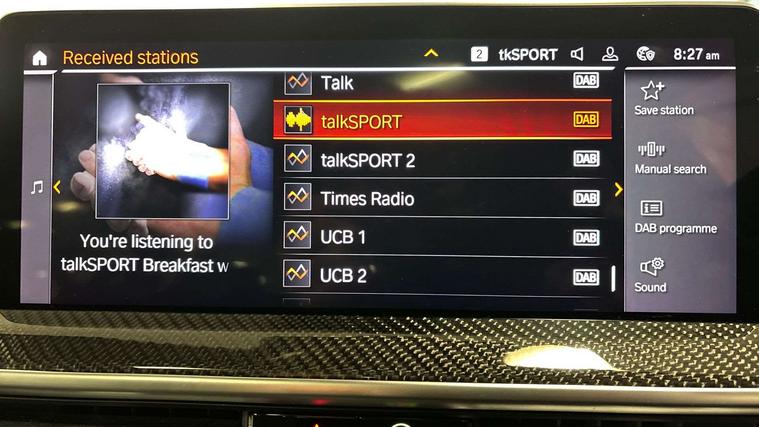 Received stations
2
tkSPORT
8:27 am
Talk
DAB
talkSPORT
DAB
talkSPORT 2
DAB
Times Radio
DAB
UCB 1
DAB
UCB 2
DAB
You're listening to
talkSPORT Breakfast w
Save station
Manual search
DAB programme
Sound